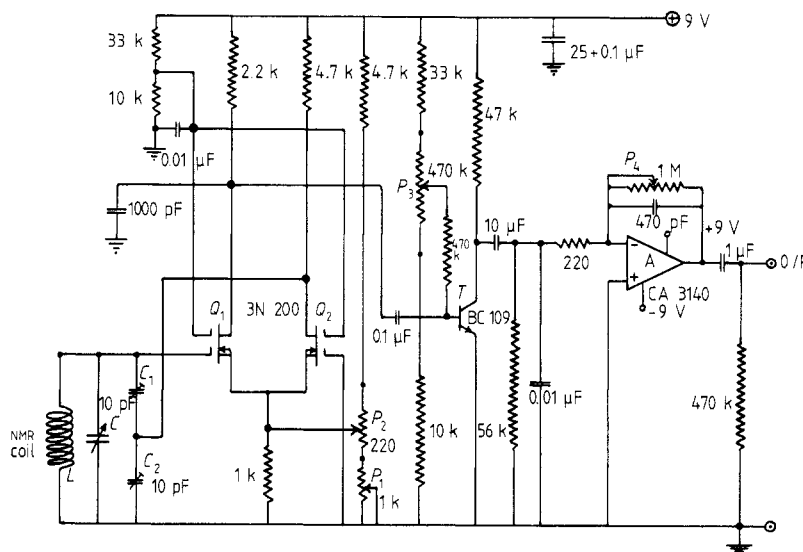 9 V
33 k
2.2 k
4.7 k
4.7 k
33 k
25+0.1 µF
10 k
47 k
0.01 µF
P4
1 M
470 k
P3
1000 pF
470 pF
+9 V
10 µF
470 k
1 µF
220
A
O/P
Q1
3N 200
Q2
T
BC 109
CA 3140
-9 V
0.1 µF
C1
10 pF
C
P2
220
0.01 µF
470 k
NMR
coil
L
C2
10 pF
1 k
P1
1 k
10 k
56 k